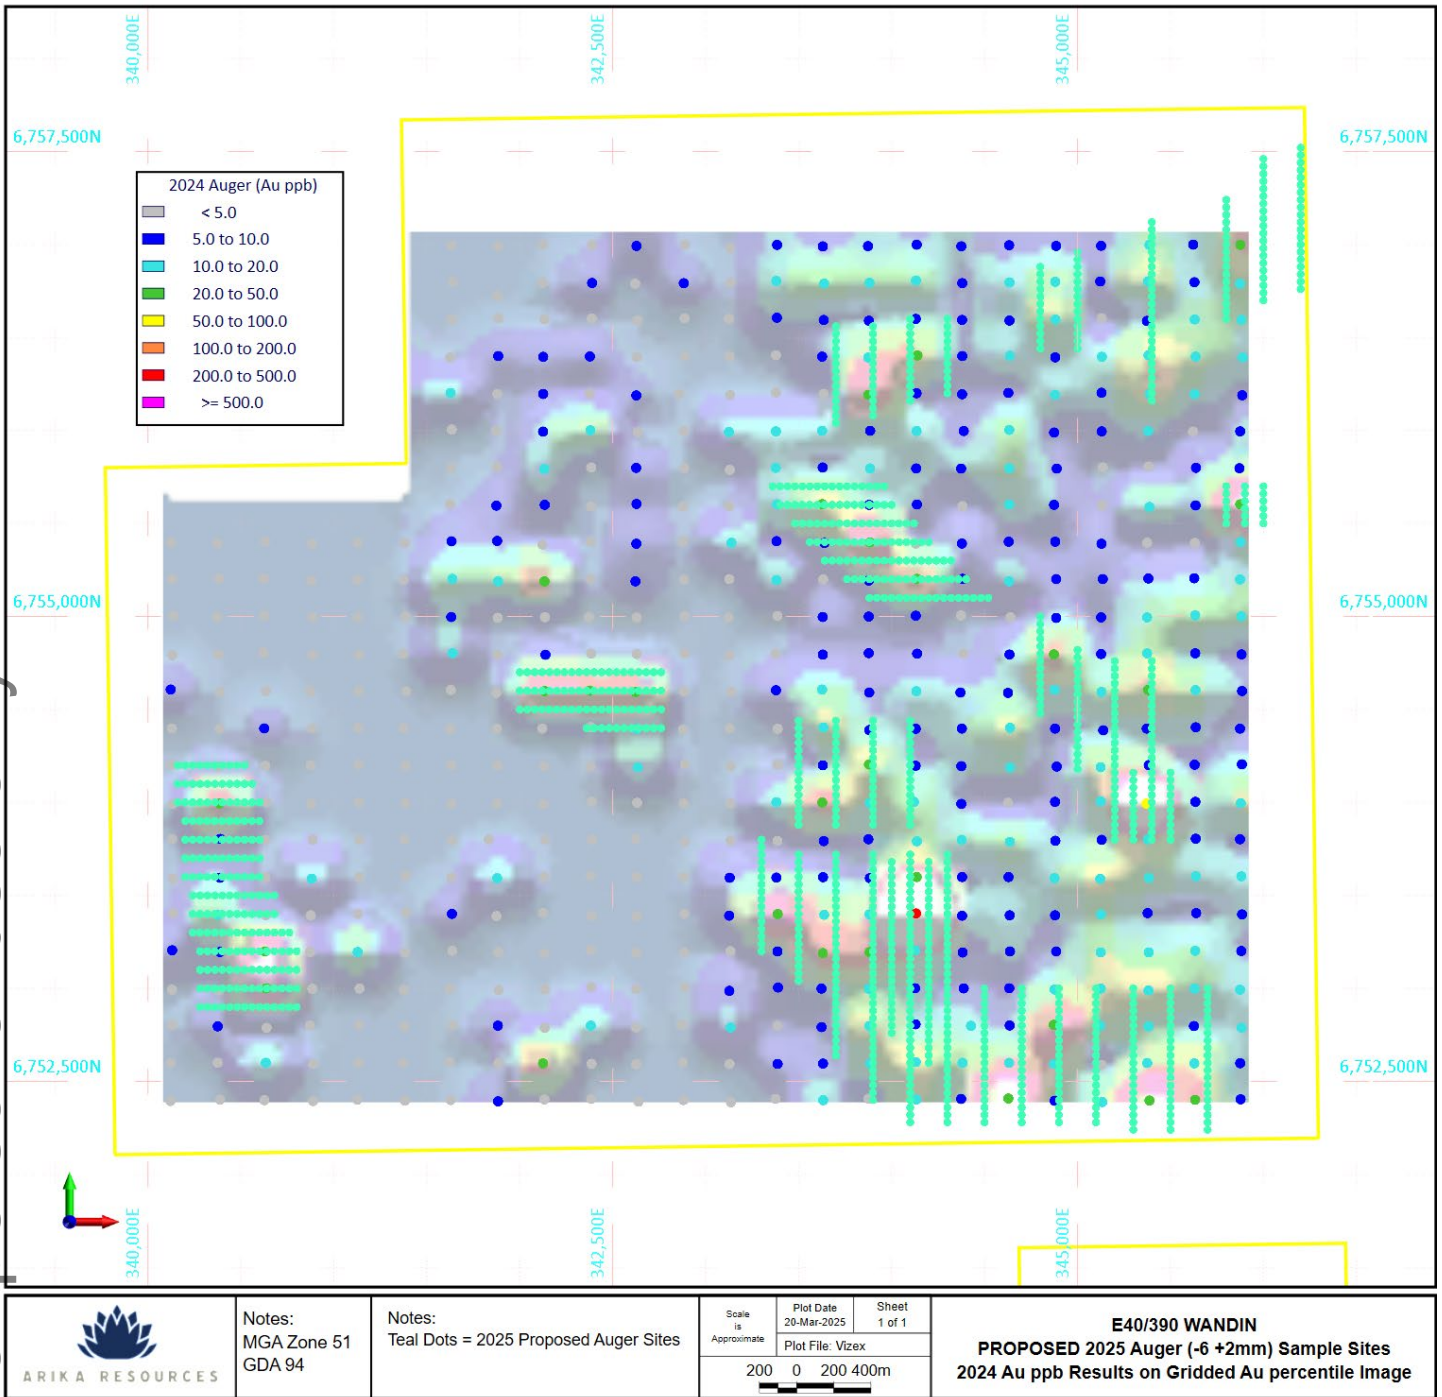 340,000E
342,500E
345,000E
6,757,500N
6,757,500N
2024 Auger (Au ppb)
< 5.0
5.0 to 10.0
10.0 to 20.0
20.0 to 50.0
50.0 to 100.0
100.0 to 200.0
200.0 to 500.0
>= 500.0
6,755,000N
6,755,000N
6,752,500N
6,752,500N
340,000E
342,500E
345,000E
ARIKA RESOURCES
Notes:
MGA Zone 51
GDA 94
Notes:
Teal Dots = 2025 Proposed Auger Sites
Scale
is
Approximate
Plot Date
20-Mar-2025
Sheet
1 of 1
Plot File: Vizex
200 0 200 400m
E40/390 WANDIN
PROPOSED 2025 Auger (-6 +2mm) Sample Sites
2024 Au ppb Results on Gridded Au percentile Image